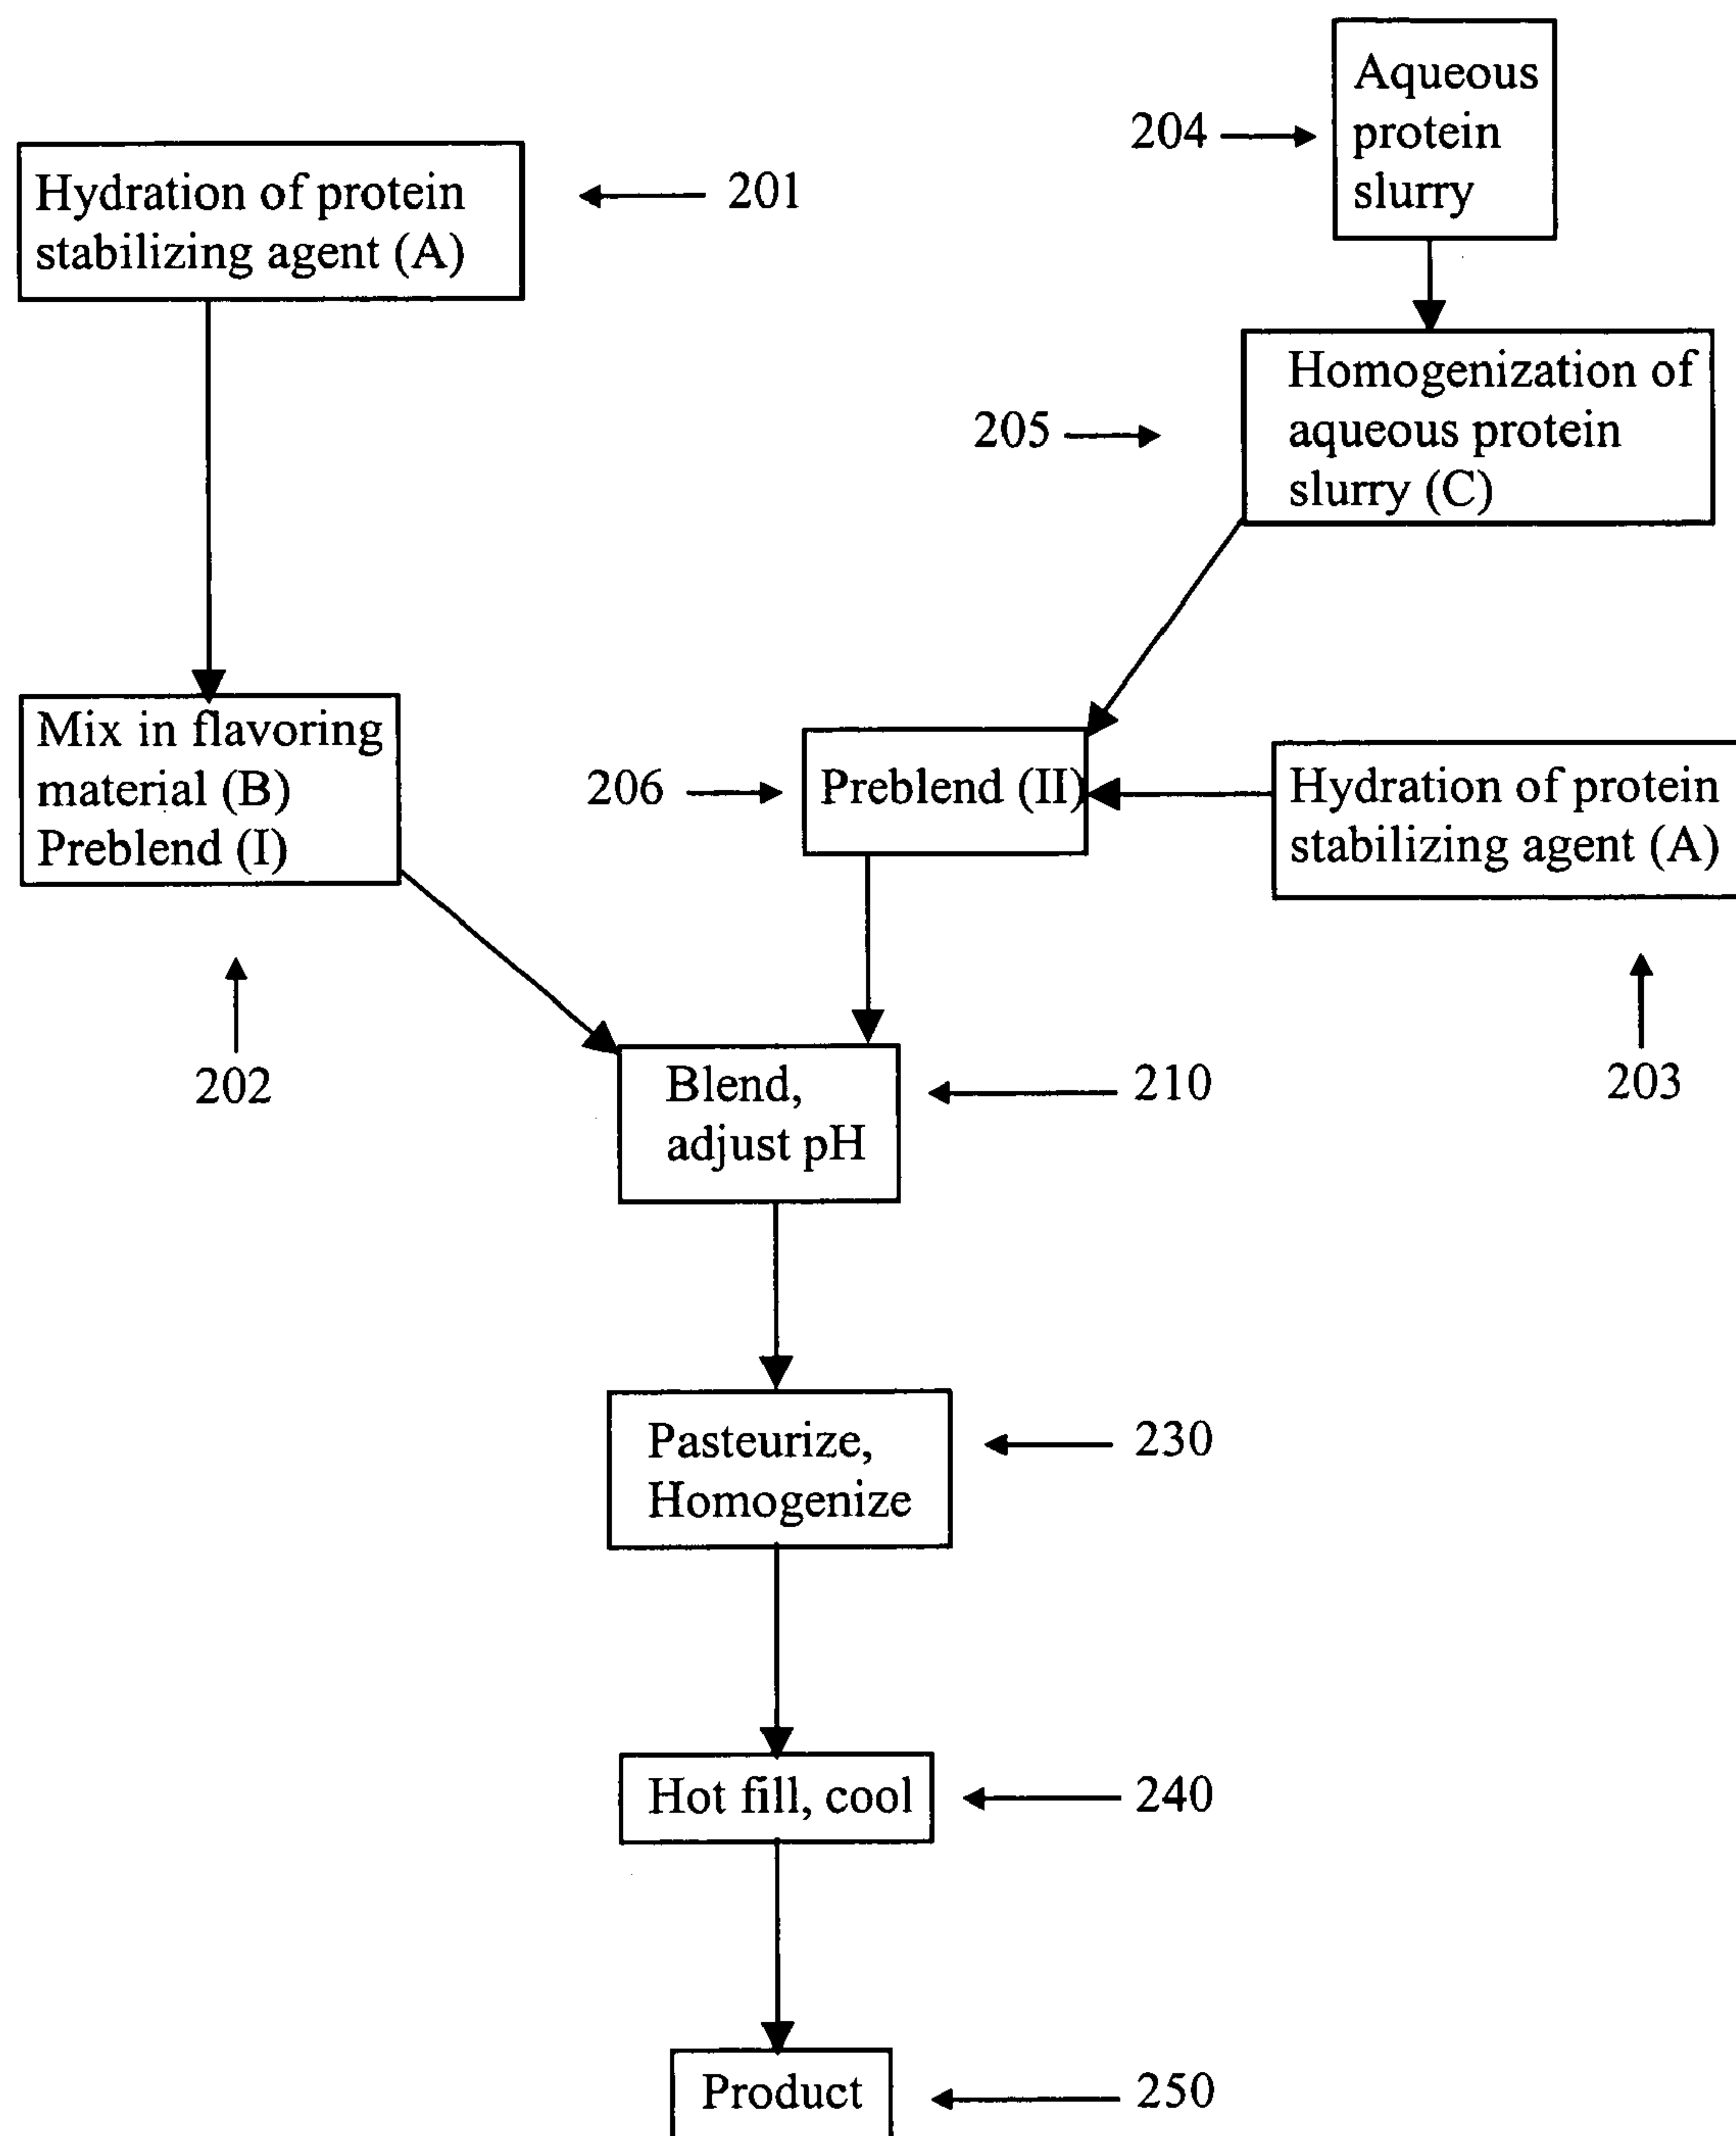 Aqueous
protein
slurry
204
Hydration of protein
stabilizing agent (A)
201
Homogenization of
aqueous protein
slurry (C)
205
Mix in flavoring
material (B)
Preblend (I)
202
206
Preblend (II)
Hydration of protein
stabilizing agent (A)
203
Blend,
adjust pH
210
Pasteurize,
Homogenize
230
Hot fill, cool
240
Product
250